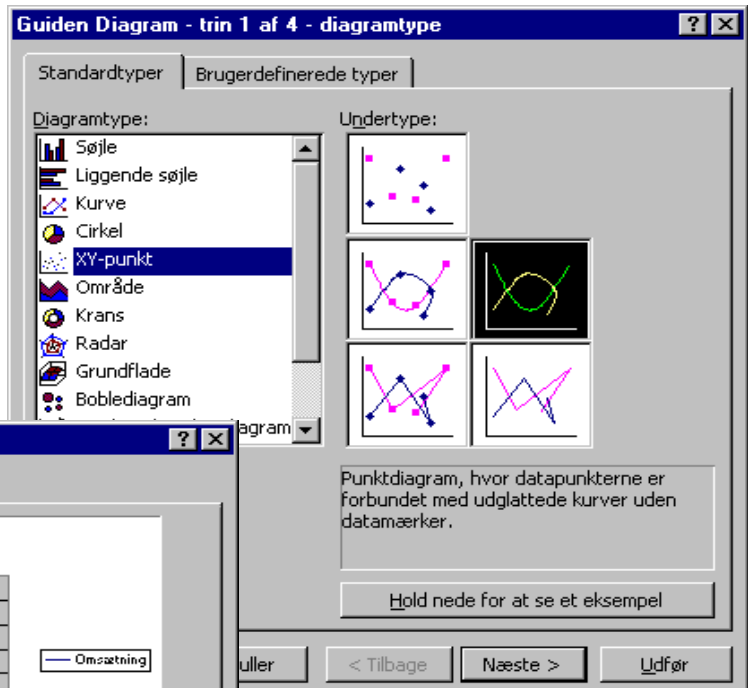 Guiden Diagram - trin 1 af 4 - diagramtype
Standardtyper
Brugerdefinerede typer
Diagramtype:
Søjle
Liggende søjle
Kurve
Cirkel
XY-punkt
Område
Krans
Radar
Grundflade
Boblediagram
agram
Undertype:
Punktdiagram, hvor datapunkterne er
forbundet med udglattede kurver uden
datamærker.
Hold nede for at se et eksempel
Omsætning
uller
< Tilbage
Næste >
Udfør